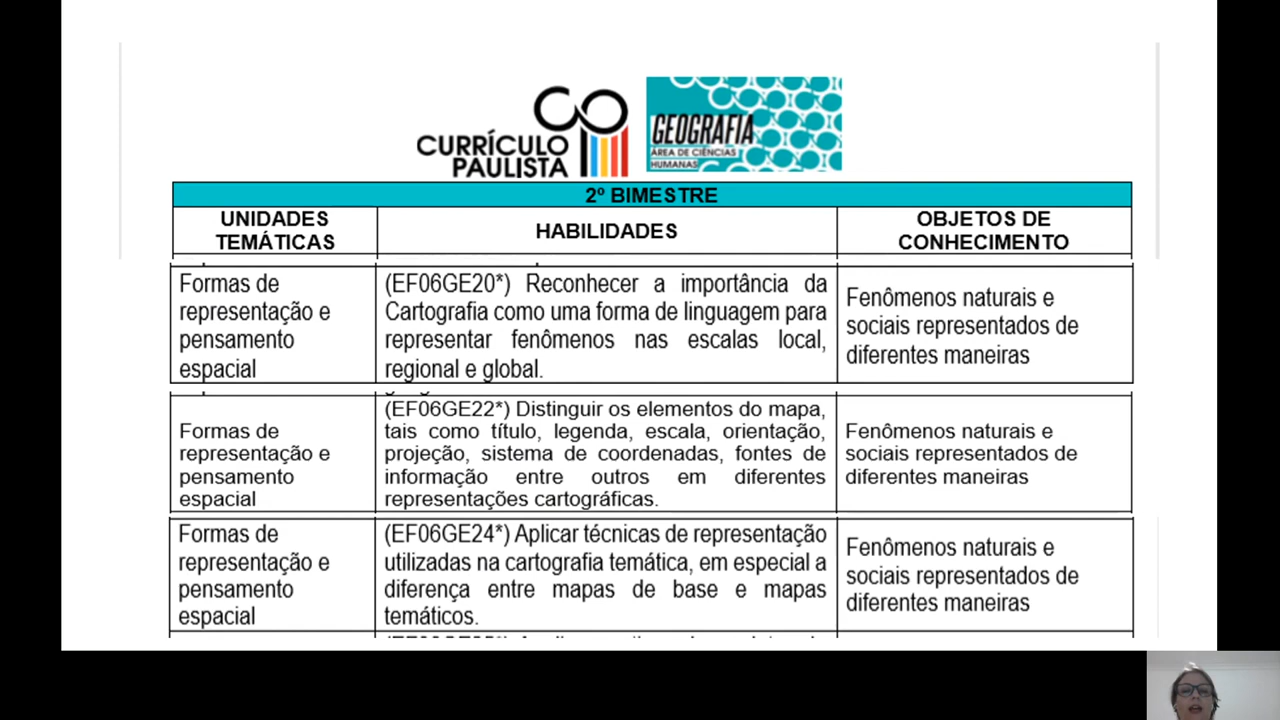 CURRÍCULO
PAULISTA
GEOGRAFIA
ÁREA DE CIÊNCIAS
HUMANAS
2º BIMESTRE
UNIDADES
TEMÁTICAS
HABILIDADES
OBJETOS DE
CONHECIMENTO
Formas de
representação e
pensamento
espacial
(EF06GE20*) Reconhecer a importância da
Cartografia como uma forma de linguagem para
representar fenômenos nas escalas local,
regional e global.
Fenômenos naturais e
sociais representados de
diferentes maneiras
Formas de
representação e
pensamento
espacial
(EF06GE22*) Distinguir os elementos do mapa,
tais como título, legenda, escala, orientação,
projeção, sistema de coordenadas, fontes de
informação entre outros em diferentes
representações cartográficas.
Fenômenos naturais e
sociais representados de
diferentes maneiras
Formas de
representação e
pensamento
espacial
(EF06GE24*) Aplicar técnicas de representação
utilizadas na cartografia temática, em especial a
diferença entre mapas de base e mapas
temáticos.
Fenômenos naturais e
sociais representados de
diferentes maneiras